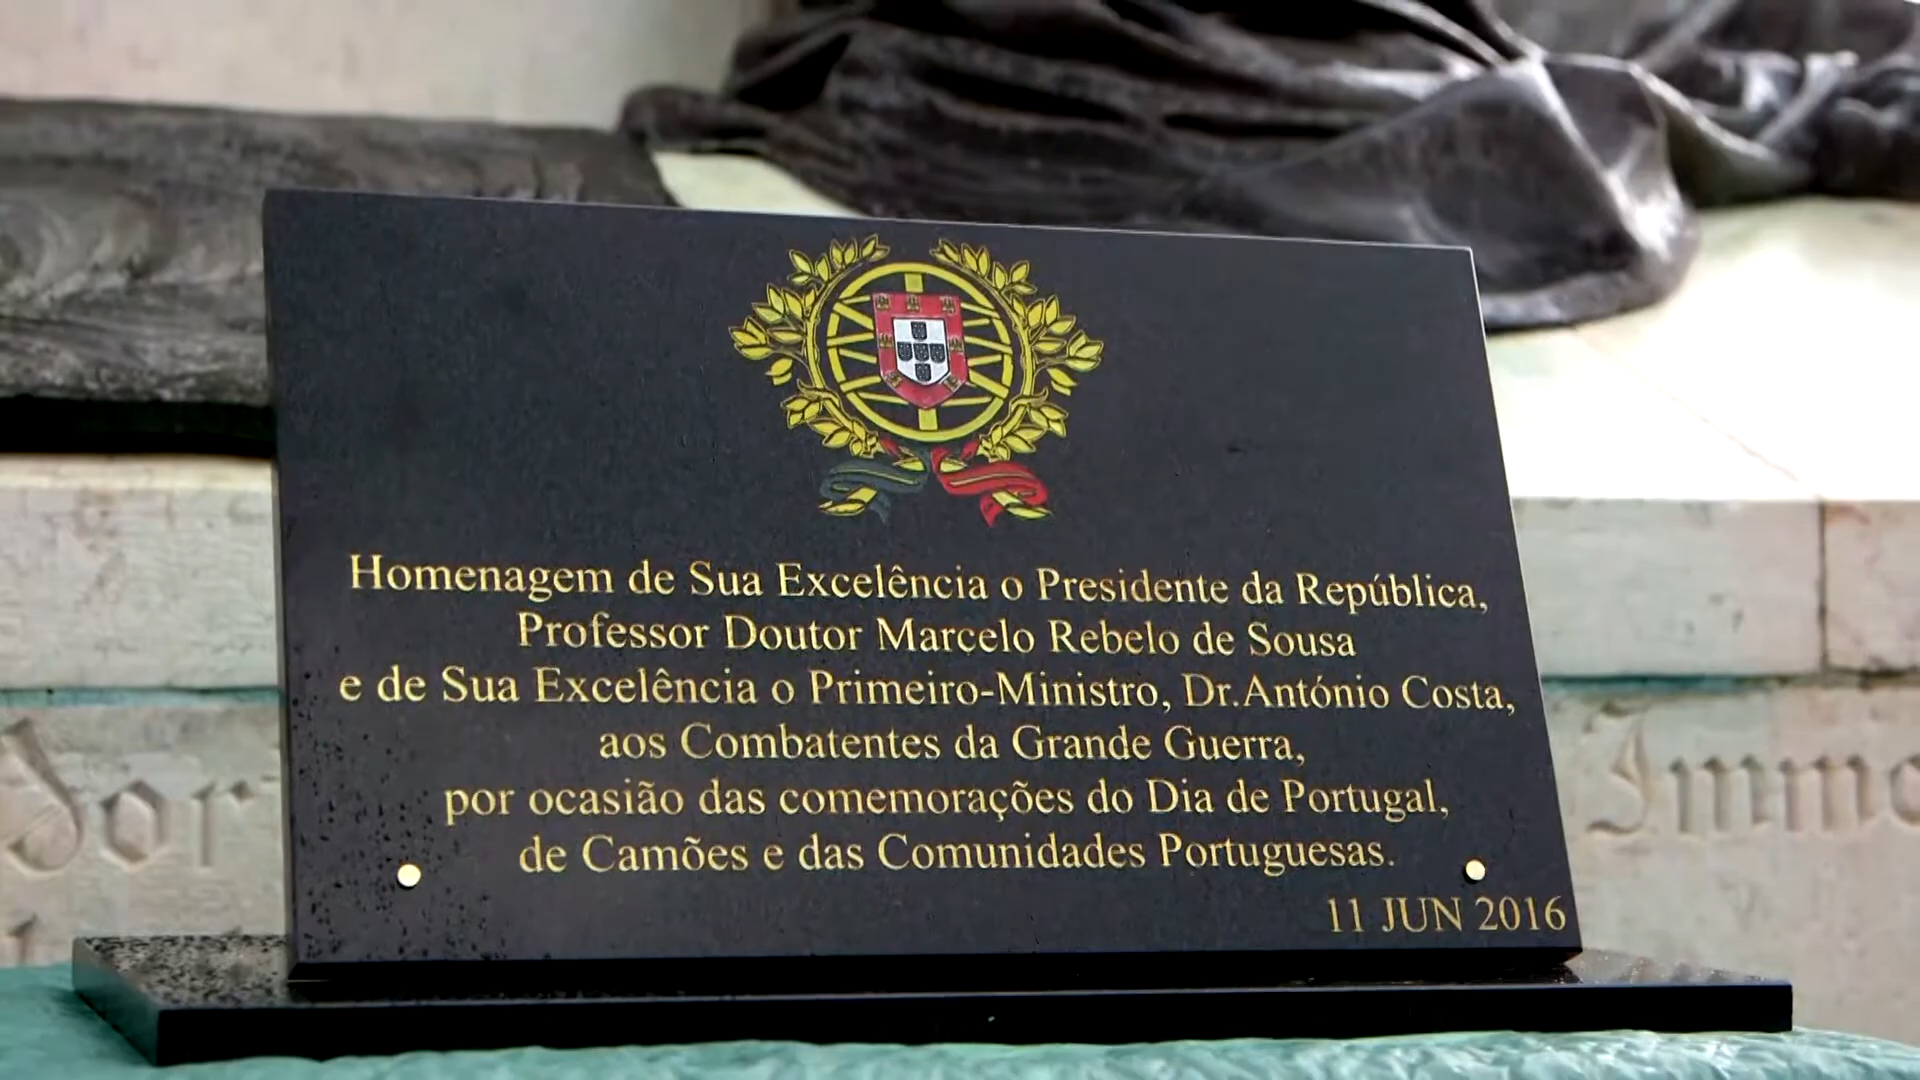 Homenagem de Sua Excelência o Presidente da República,
Professor Doutor Marcelo Rebelo de Sousa
e de Sua Excelência o Primeiro-Ministro, Dr.António Costa,
aos Combatentes da Grande Guerra,
por ocasião das comemorações do Dia de Portugal,
de Camões e das Comunidades Portuguesas.
11 JUN 2016